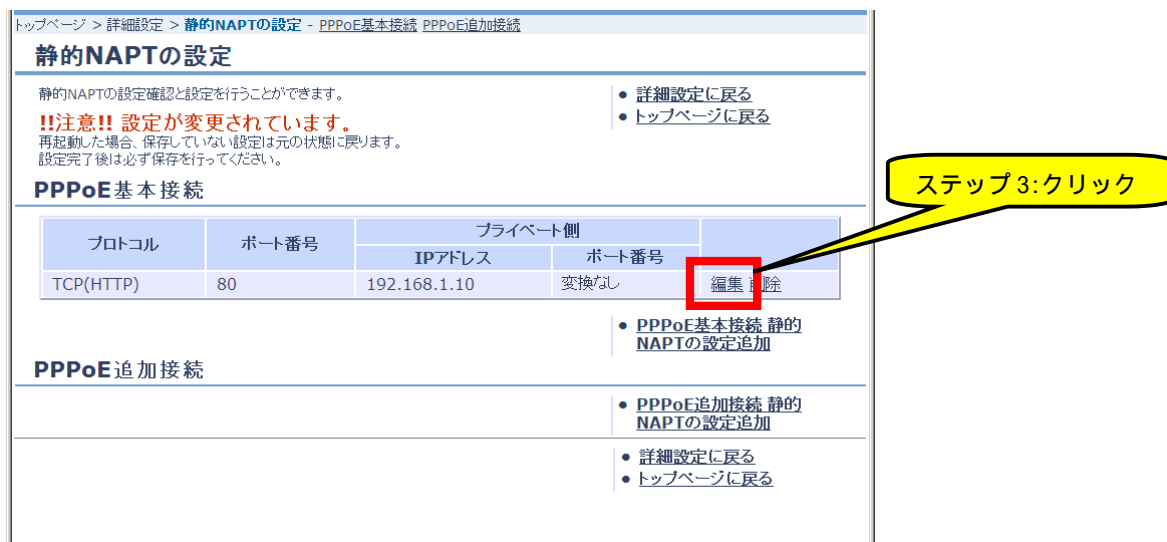 トップページ > 詳細設定 > 静的NAPTの設定 - PPPoE基本接続 PPPoE追加接続
静的NAPTの設定
静的NAPTの設定確認と設定を行うことができます。
● 詳細設定に戻る
● トップページに戻る
!!注意!! 設定が変更されています。
再起動した場合、保存していない設定は元の状態に戻ります。
設定完了後は必ず保存を行ってください。
ステップ3:クリック
PPPoE基本接続
プロトコル ポート番号 プライベート側
IPアドレス ポート番号
TCP(HTTP) 80 192.168.1.10 変換なし 編集 削除
● PPPoE基本接続 静的
NAPTの設定追加
PPPoE追加接続
● PPPoE追加接続 静的
NAPTの設定追加
● 詳細設定に戻る
● トップページに戻る